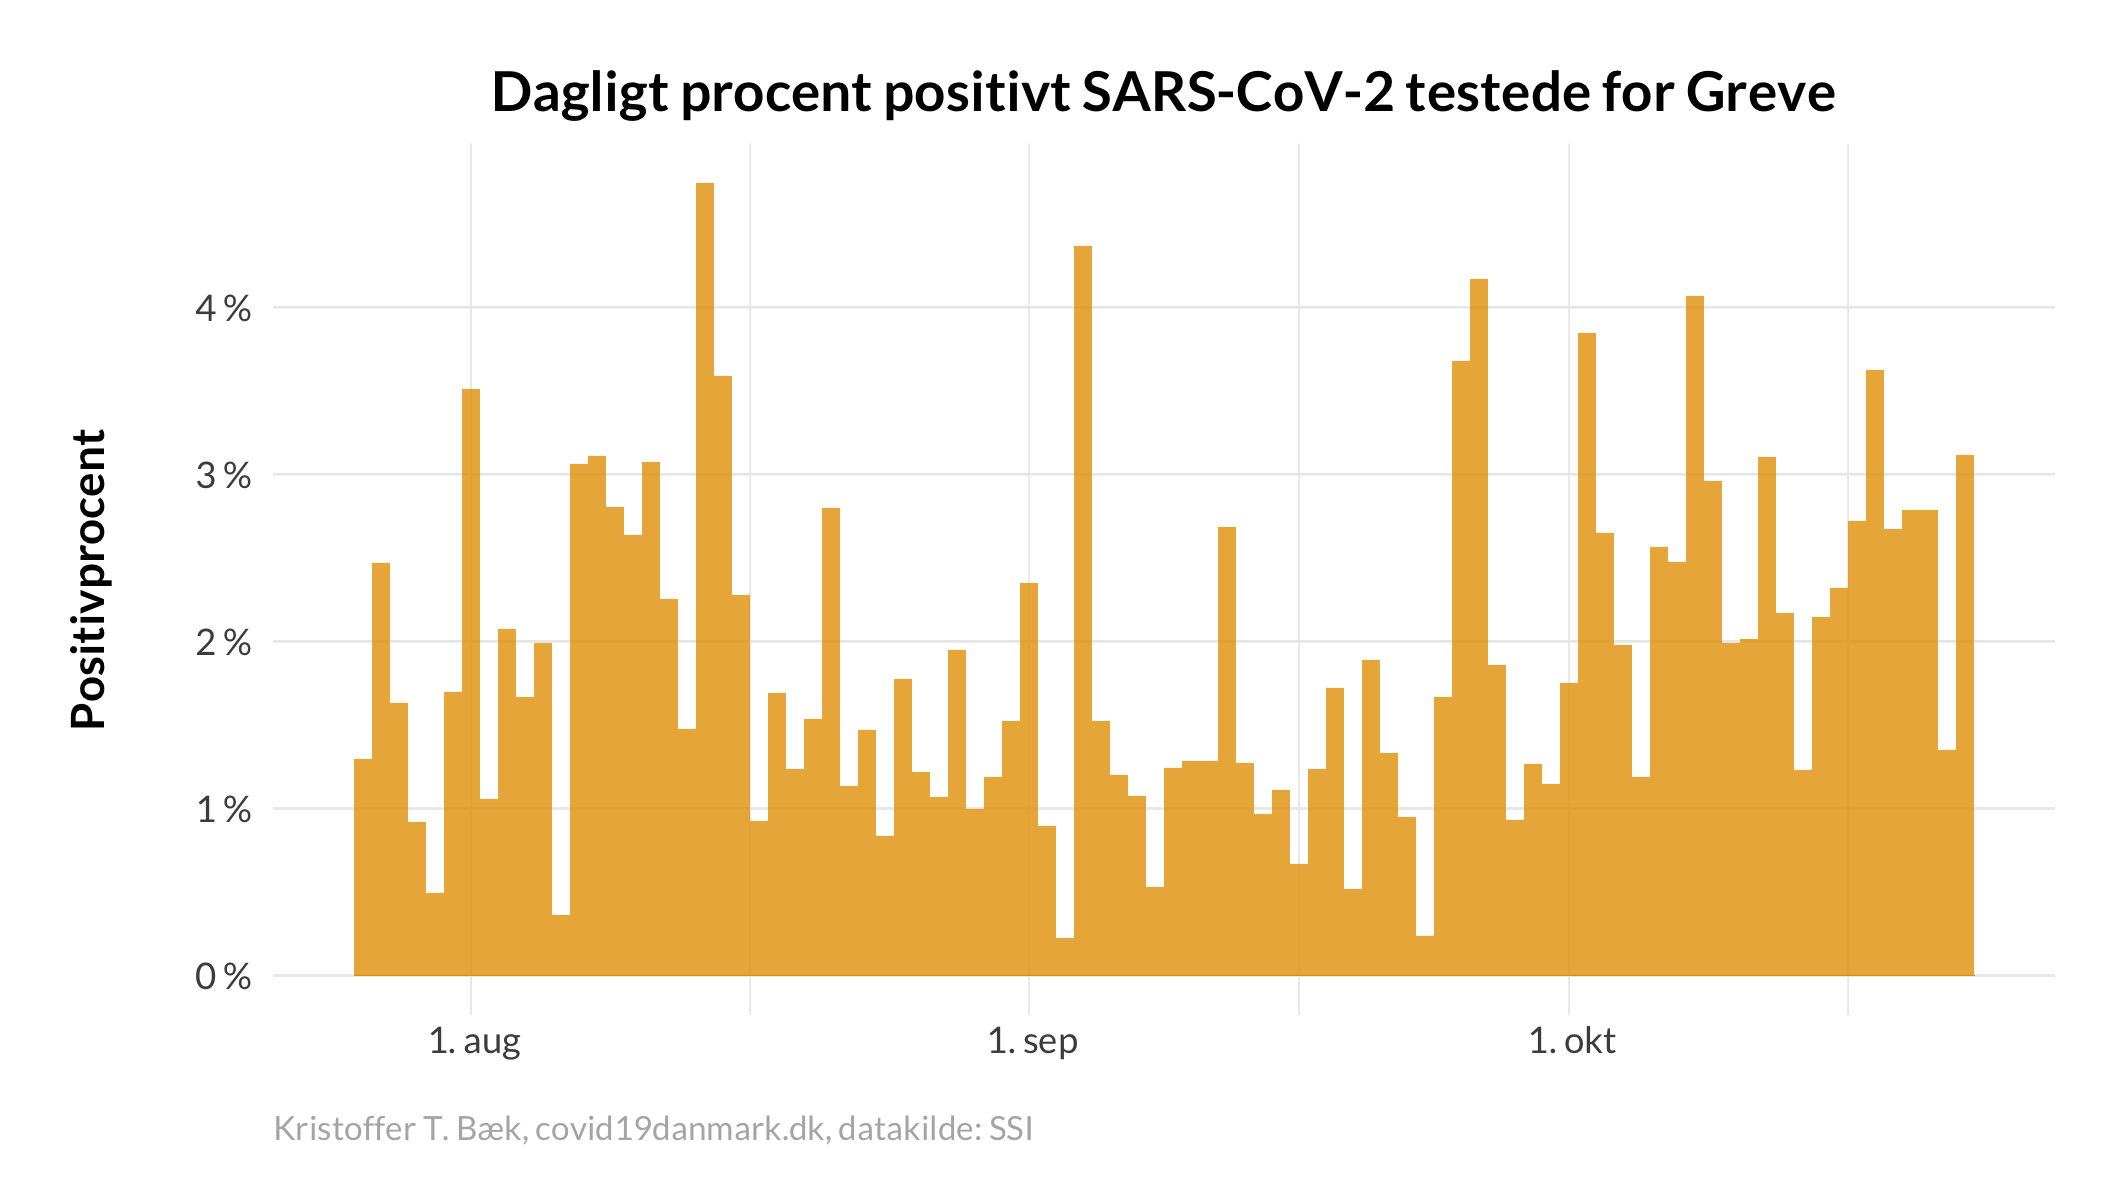 Dagligt procent positivt SARS-CoV-2 testede for Greve
Positivprocent
4 %
3 %
2 %
1 %
0 %
1. aug
1. sep
1. okt
Kristoffer T. Bæk, covid19danmark.dk, datakilde: SSI